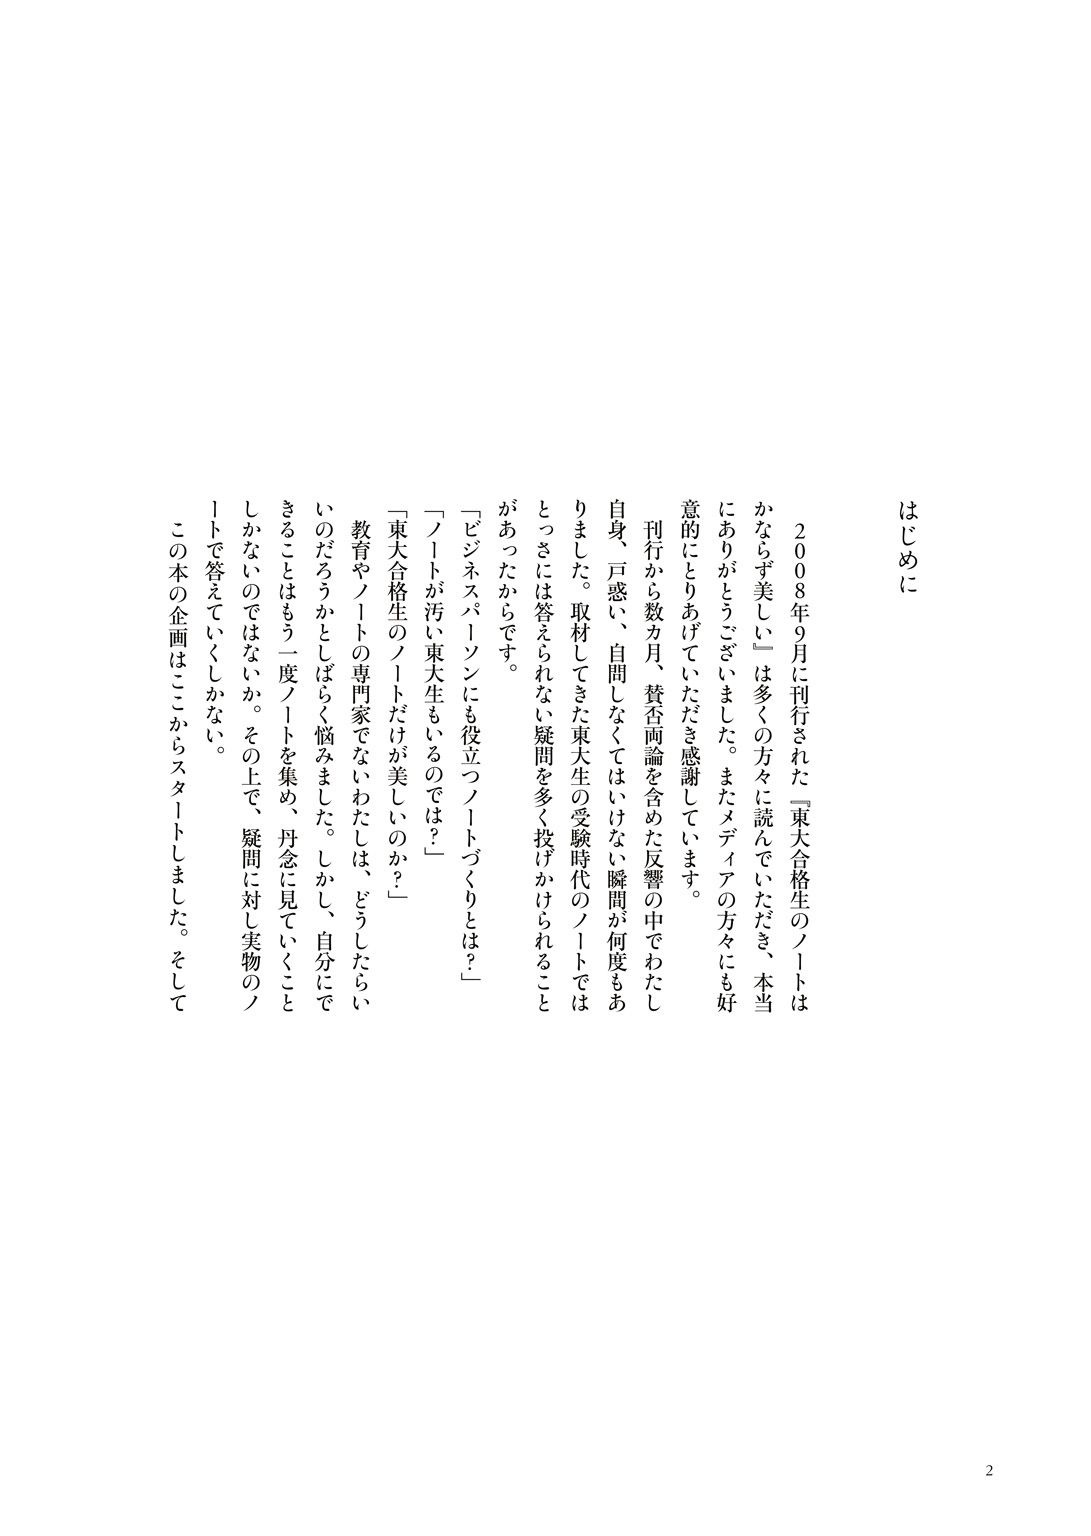 はじめに
２００８年９月に刊行された『東大合格生のノートは
かならず美しい』は多くの方々に読んでいただき、本当
にありがとうございました。またメディアの方々にも好
意的にとりあげていただき感謝しています。
刊行から数カ月、賛否両論を含めた反響の中でわたし
自身、戸惑い、自問しなくてはいけない瞬間が何度もあ
りました。取材してきた東大生の受験時代のノートでは
とっさには答えられない疑問を多く投げかけられること
があったからです。
「ビジネスパーソンにも役立つノートづくりとは？」
「ノートが汚い東大生もいるのでは？」
「東大合格生のノートだけが美しいのか？」
教育やノートの専門家でないわたしは、どうしたらい
いのだろうかとしばらく悩みました。しかし、自分にで
きることはもう一度ノートを集め、丹念に見ていくこと
しかないのではないか。その上で、疑問に対し実物のノ
ートで答えていくしかない。
この本の企画はここからスタートしました。そして
2